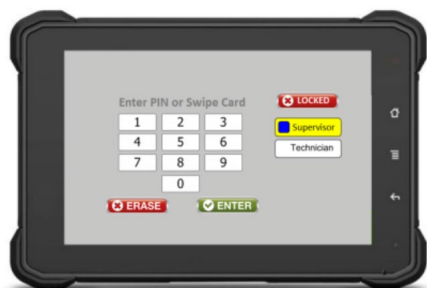 Enter PIN or Swipe Card
LOCKED
1 2 3
Supervisor
4 5 6
Technician
7 8 9
0
ERASE ENTER